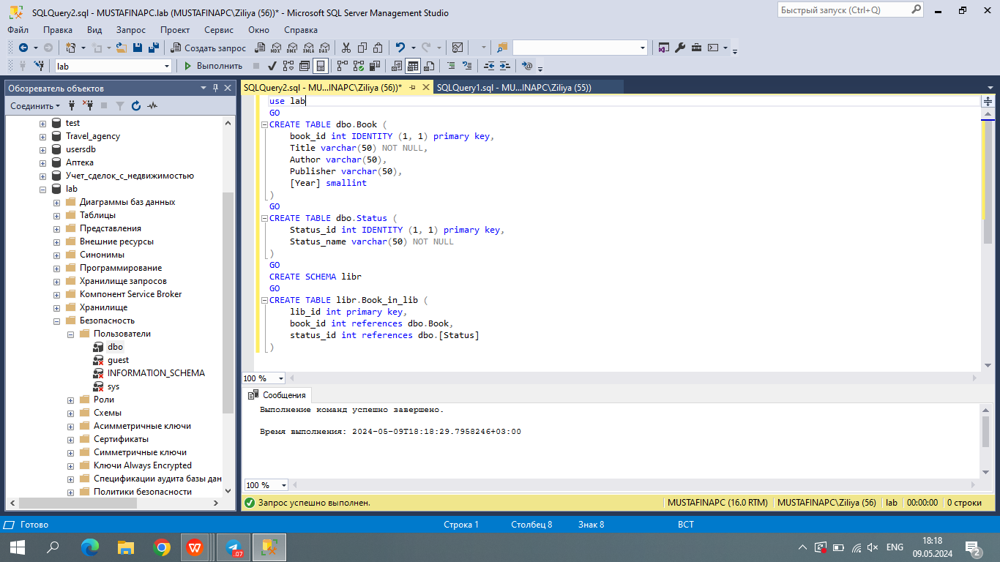 SQLQuery2.sql - MUSTAFINAPC.lab (MUSTAFINAPC\Ziliya (56))* - Microsoft SQL Server Management Studio
Быстрый запуск (Ctrl+Q)
Файл Правка Вид Запрос Проект Сервис Окно Справка
Создать запрос MDX DMX XMLA DAX
lab Выполнить
Обозреватель объектов
Соединить
test
Travel_agency
usersdb
Аптека
Учет_сделок_с_недвижимостью
lab
Диаграммы баз данных
Таблицы
Представления
Внешние ресурсы
Синонимы
Программирование
Хранилище запросов
Компонент Service Broker
Хранилище
Безопасность
Пользователи
dbo
guest
INFORMATION_SCHEMA
sys
Роли
Схемы
Асимметричные ключи
Сертификаты
Симметричные ключи
Ключи Always Encrypted
Спецификации аудита базы дан
Политики безопасности
SQLQuery2.sql - MU...INAPC\Ziliya (56))* SQLQuery1.sql - MU...INAPC\Ziliya (55))
use lab
GO
CREATE TABLE dbo.Book (
book_id int IDENTITY (1, 1) primary key,
Title varchar(50) NOT NULL,
Author varchar(50),
Publisher varchar(50),
[Year] smallint
)
GO
CREATE TABLE dbo.Status (
Status_id int IDENTITY (1, 1) primary key,
Status_name varchar(50) NOT NULL
)
GO
CREATE SCHEMA libr
GO
CREATE TABLE libr.Book_in_lib (
lib_id int primary key,
book_id int references dbo.Book,
status_id int references dbo.[Status]
)
100 %
Сообщения
Выполнение команд успешно завершено.
Время выполнения: 2024-05-09T18:18:29.7958246+03:00
100 %
Запрос успешно выполнен. MUSTAFINAPC (16.0 RTM) MUSTAFINAPC\Ziliya (56) lab 00:00:00 0 строки
Готово Строка 1 Столбец 8 Знак 8 ВСТ
.07 ENG 18:18
09.05.2024 2